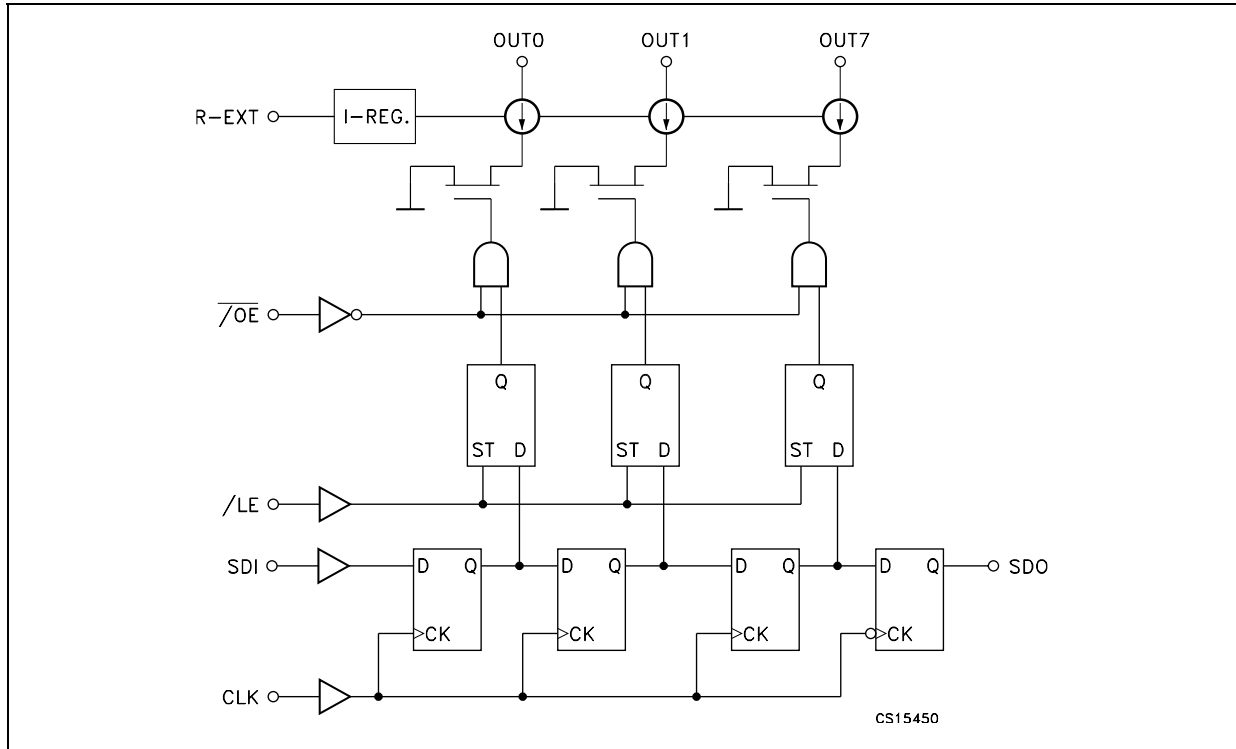 OUT0 OUT1 OUT7
R-EXT I-REG.
/OE
Q Q Q
ST D ST D ST D
/LE
SDI D Q D Q D Q D Q SDO
CK CK CK CK
CLK
CS15450